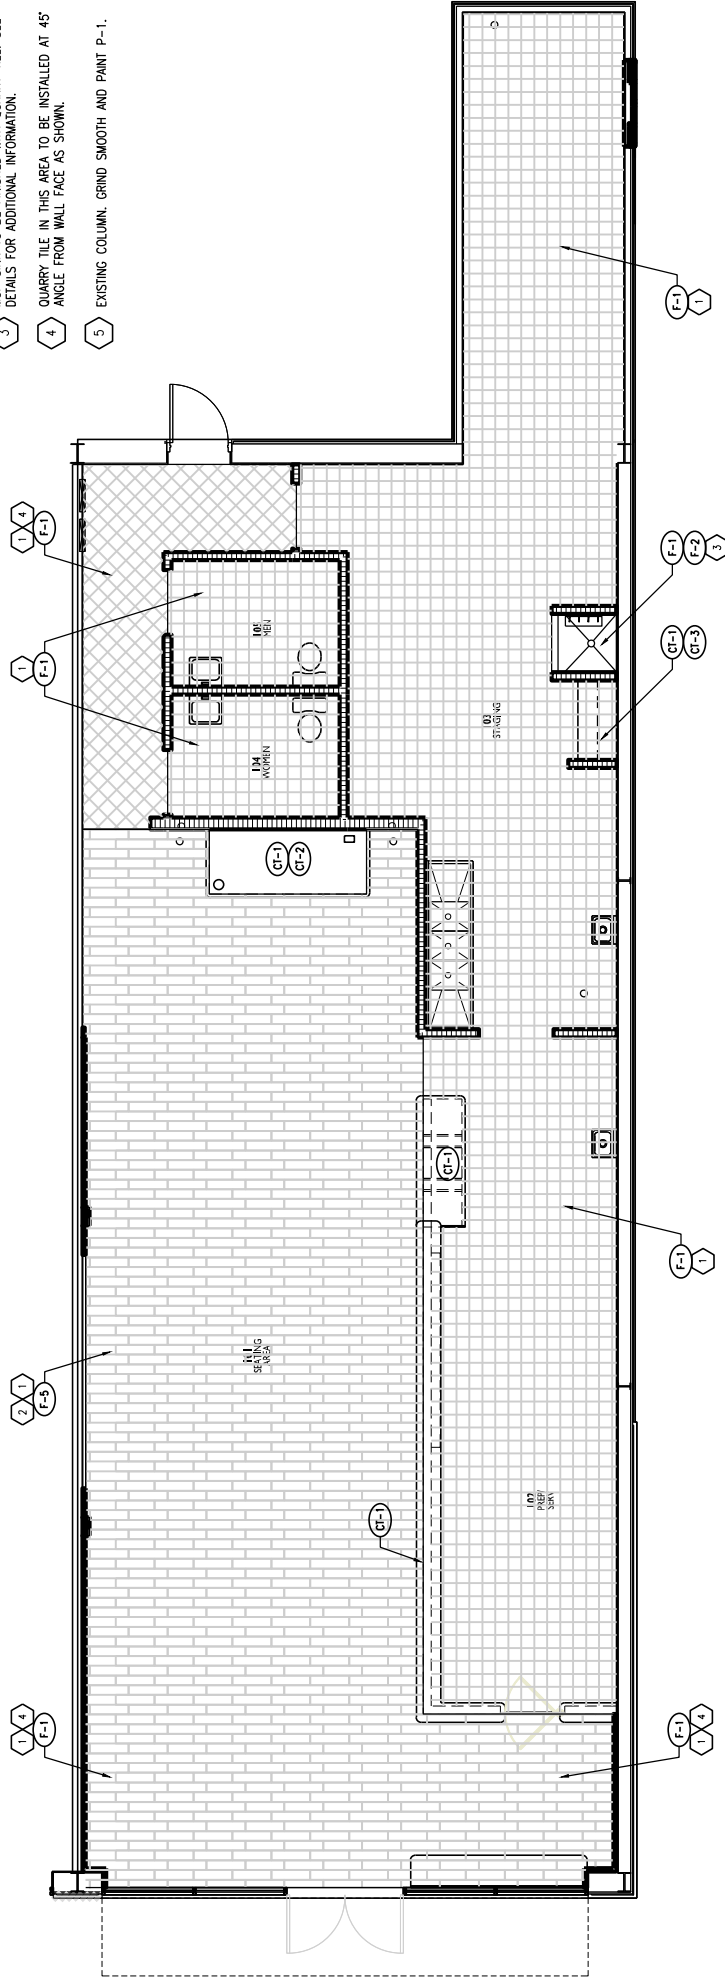 3
DETAILS FOR ADDITIONAL INFORMATION.
4
QUARRY TILE IN THIS AREA TO BE INSTALLED AT 45°
ANGLE FROM WALL FACE AS SHOWN.
5
EXISTING COLUMN. GRIND SMOOTH AND PAINT P-1.
F-1
1
1
4
F-1
1
F-1
F-1
F-2
3
CT-1
CT-3
105
MEN
104
WOMEN
103
STAGING
CT-1
CT-2
CT-1
F-1
1
2
1
F-5
101
SEATING
AREA
102
PREP/
SERV
CT-1
1
4
F-1
F-1
1
4